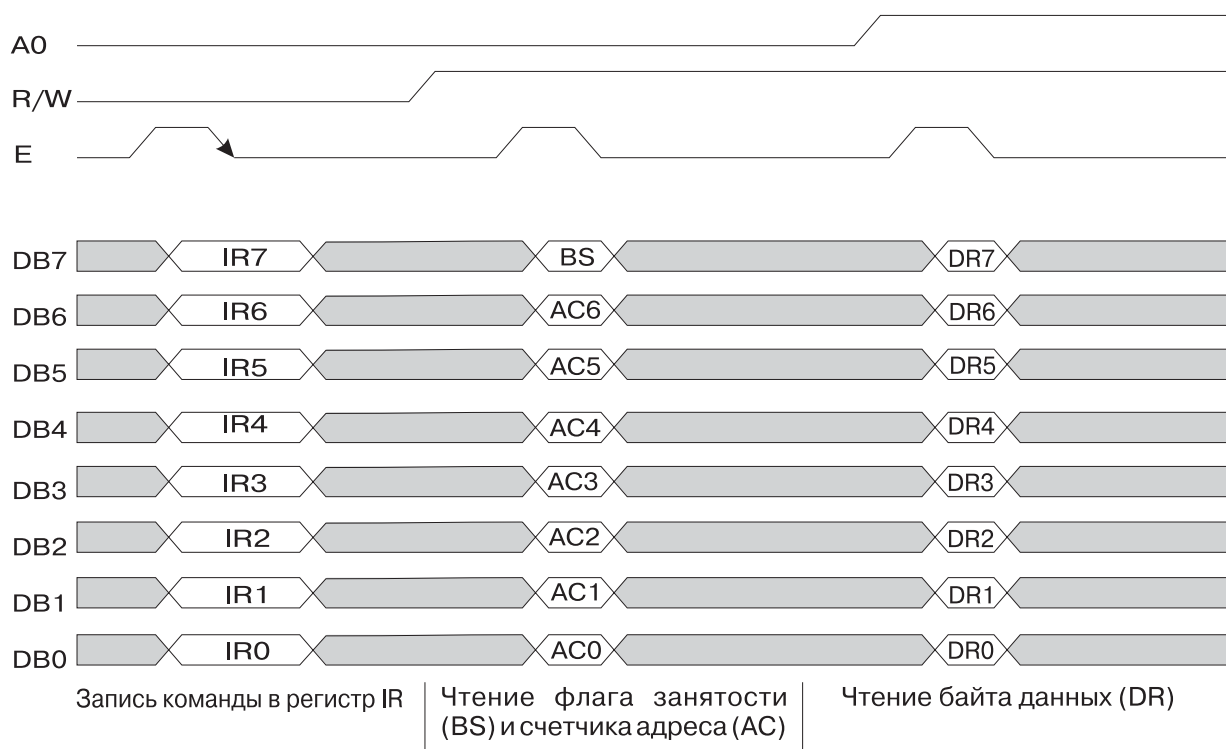 A0
R/W
E
DB7 IR7 BS DR7
DB6 IR6 AC6 DR6
DB5 IR5 AC5 DR5
DB4 IR4 AC4 DR4
DB3 IR3 AC3 DR3
DB2 IR2 AC2 DR2
DB1 IR1 AC1 DR1
DB0 IR0 AC0 DR0
Запись команды в регистр IR
Чтение флага занятости
(BS) и счетчика адреса (AC)
Чтение байта данных (DR)